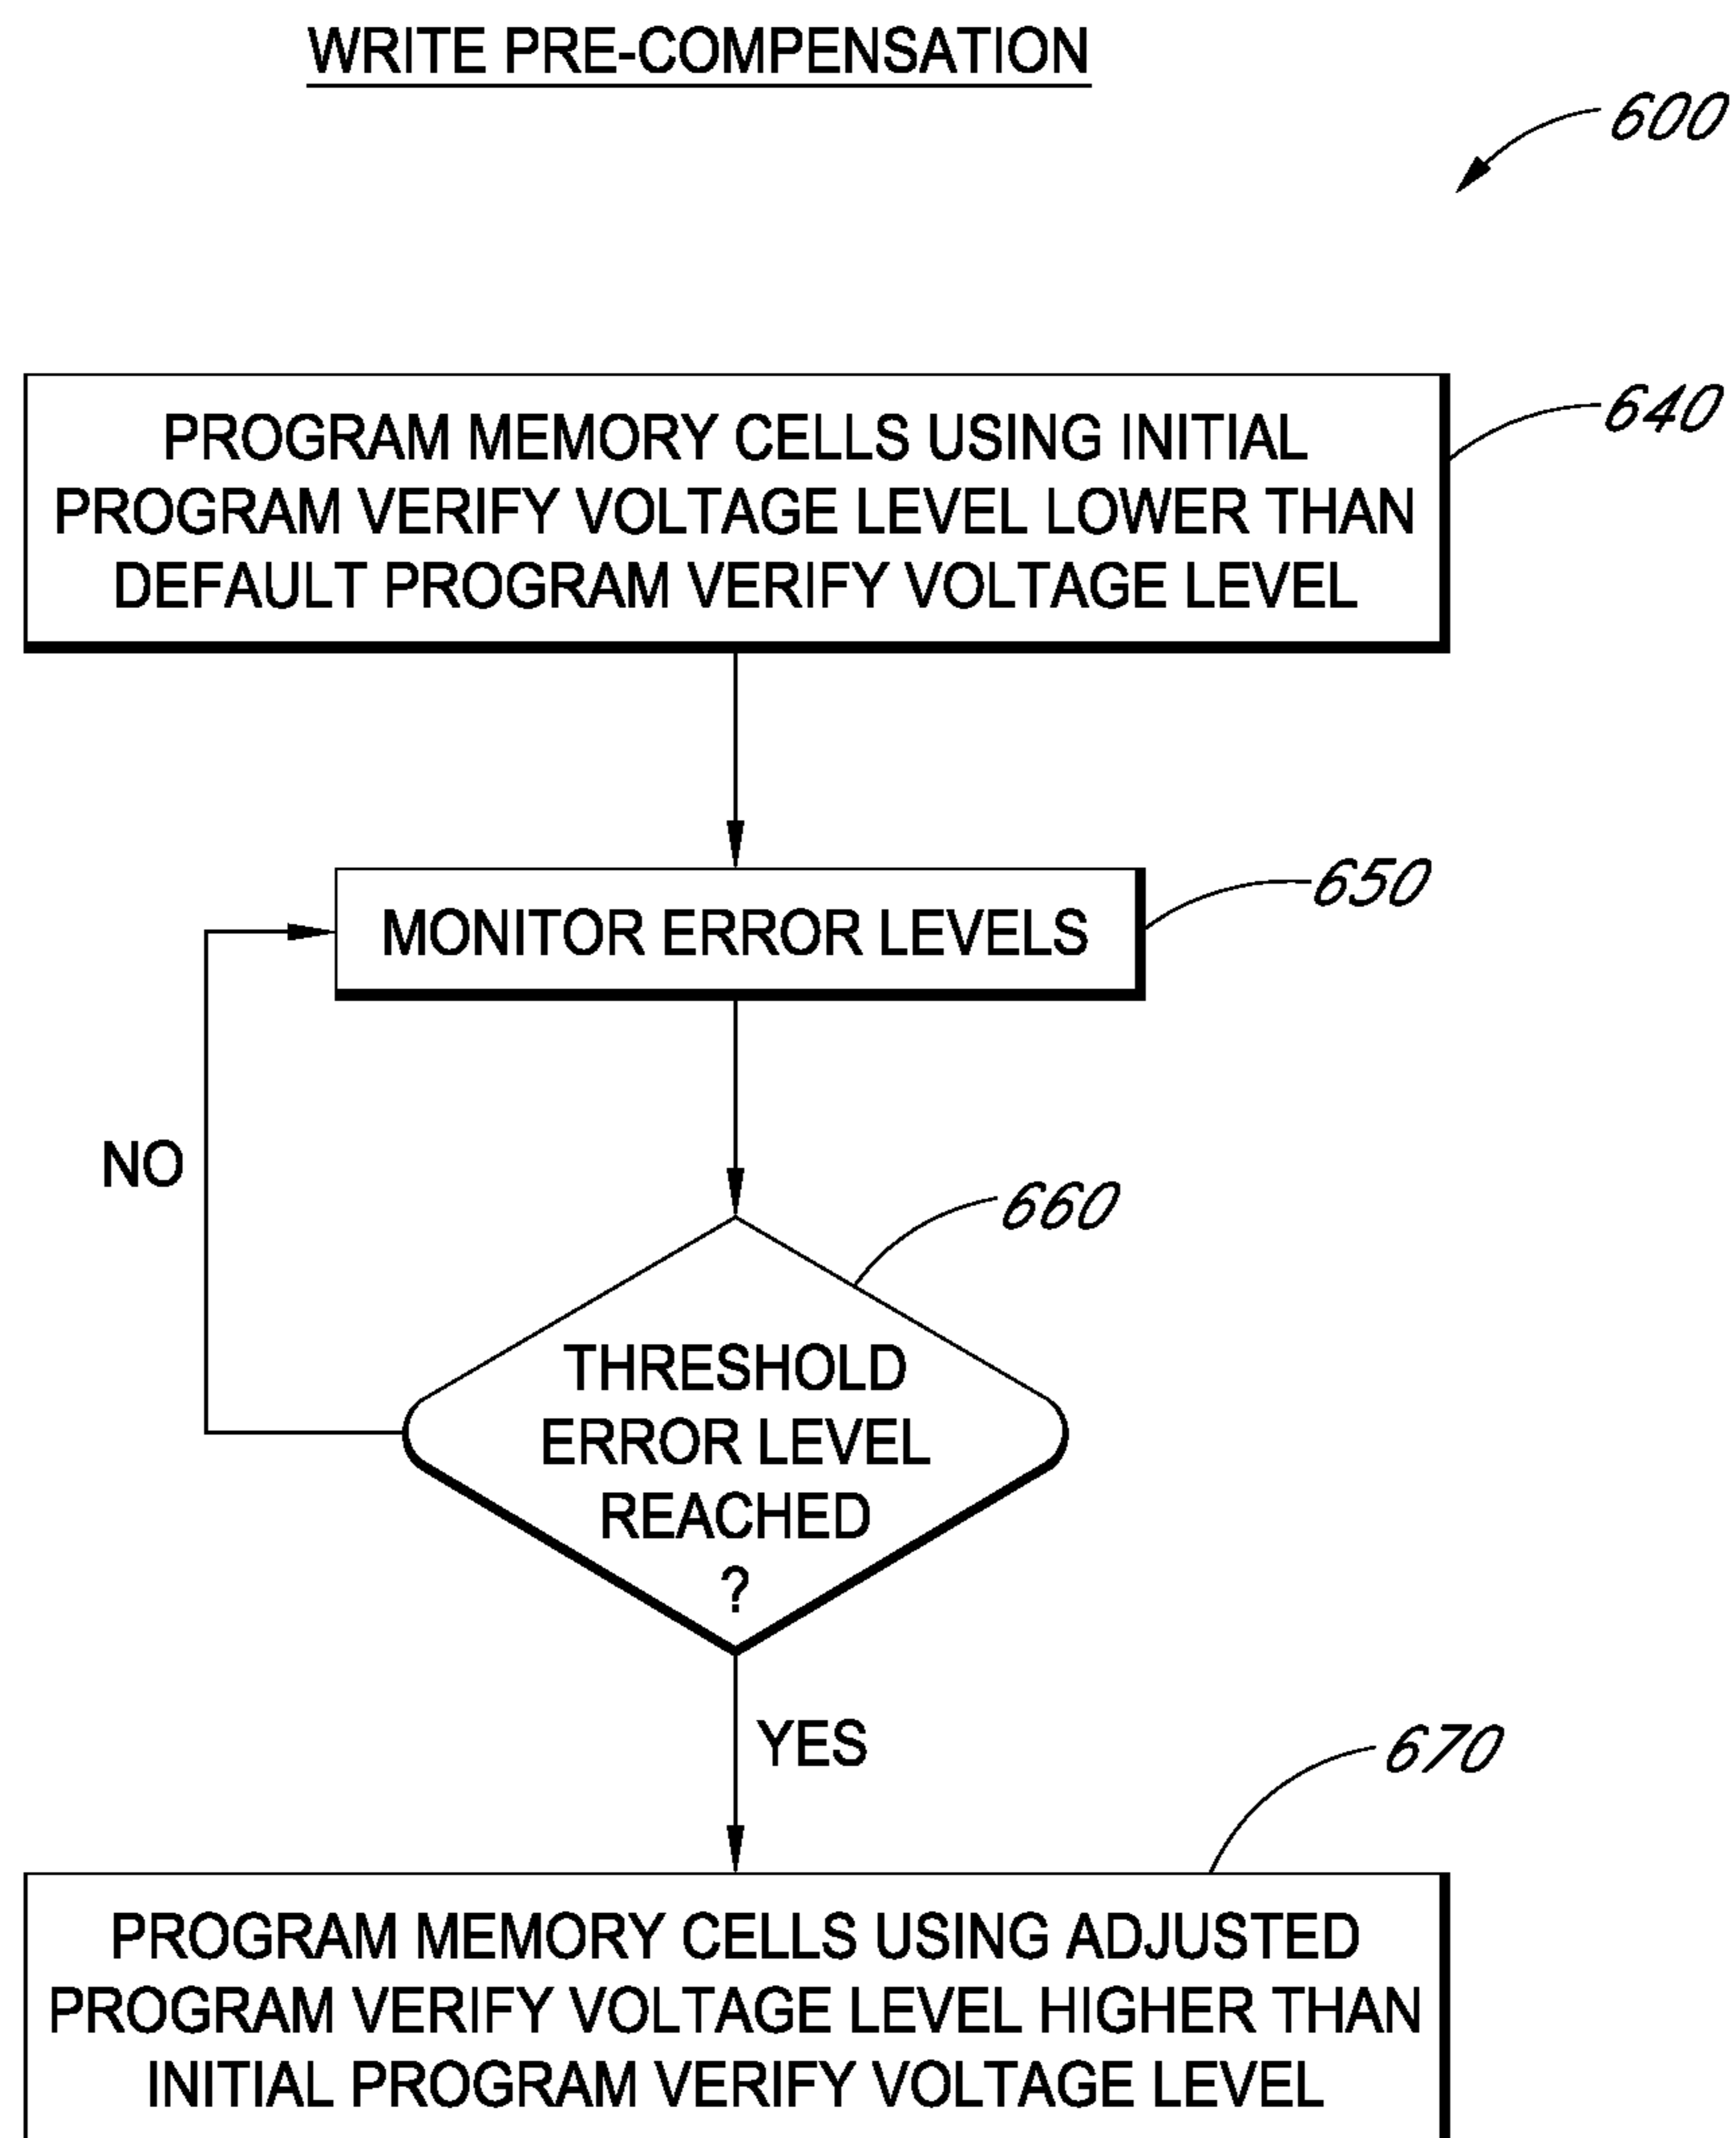 WRITE PRE-COMPENSATION
600
PROGRAM MEMORY CELLS USING INITIAL
PROGRAM VERIFY VOLTAGE LEVEL LOWER THAN
DEFAULT PROGRAM VERIFY VOLTAGE LEVEL
640
MONITOR ERROR LEVELS
650
NO
660
THRESHOLD
ERROR LEVEL
REACHED
?
YES
670
PROGRAM MEMORY CELLS USING ADJUSTED
PROGRAM VERIFY VOLTAGE LEVEL HIGHER THAN
INITIAL PROGRAM VERIFY VOLTAGE LEVEL